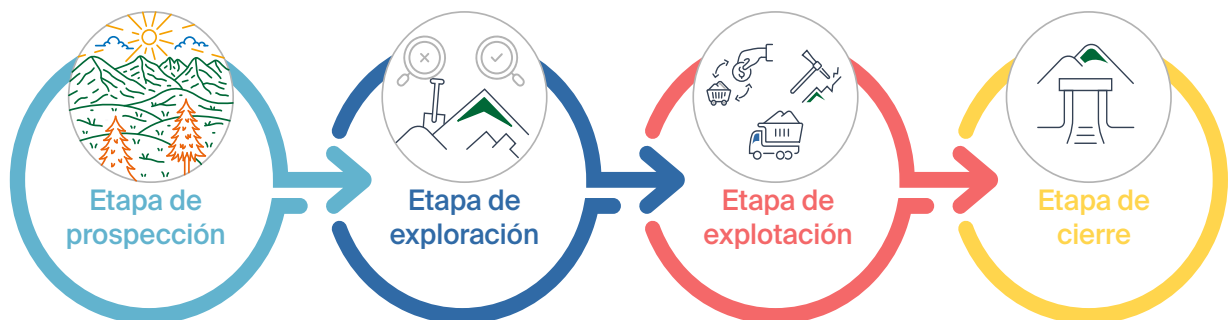 Etapa de
prospección
Etapa de
exploración
Etapa de
explotación
Etapa de
cierre